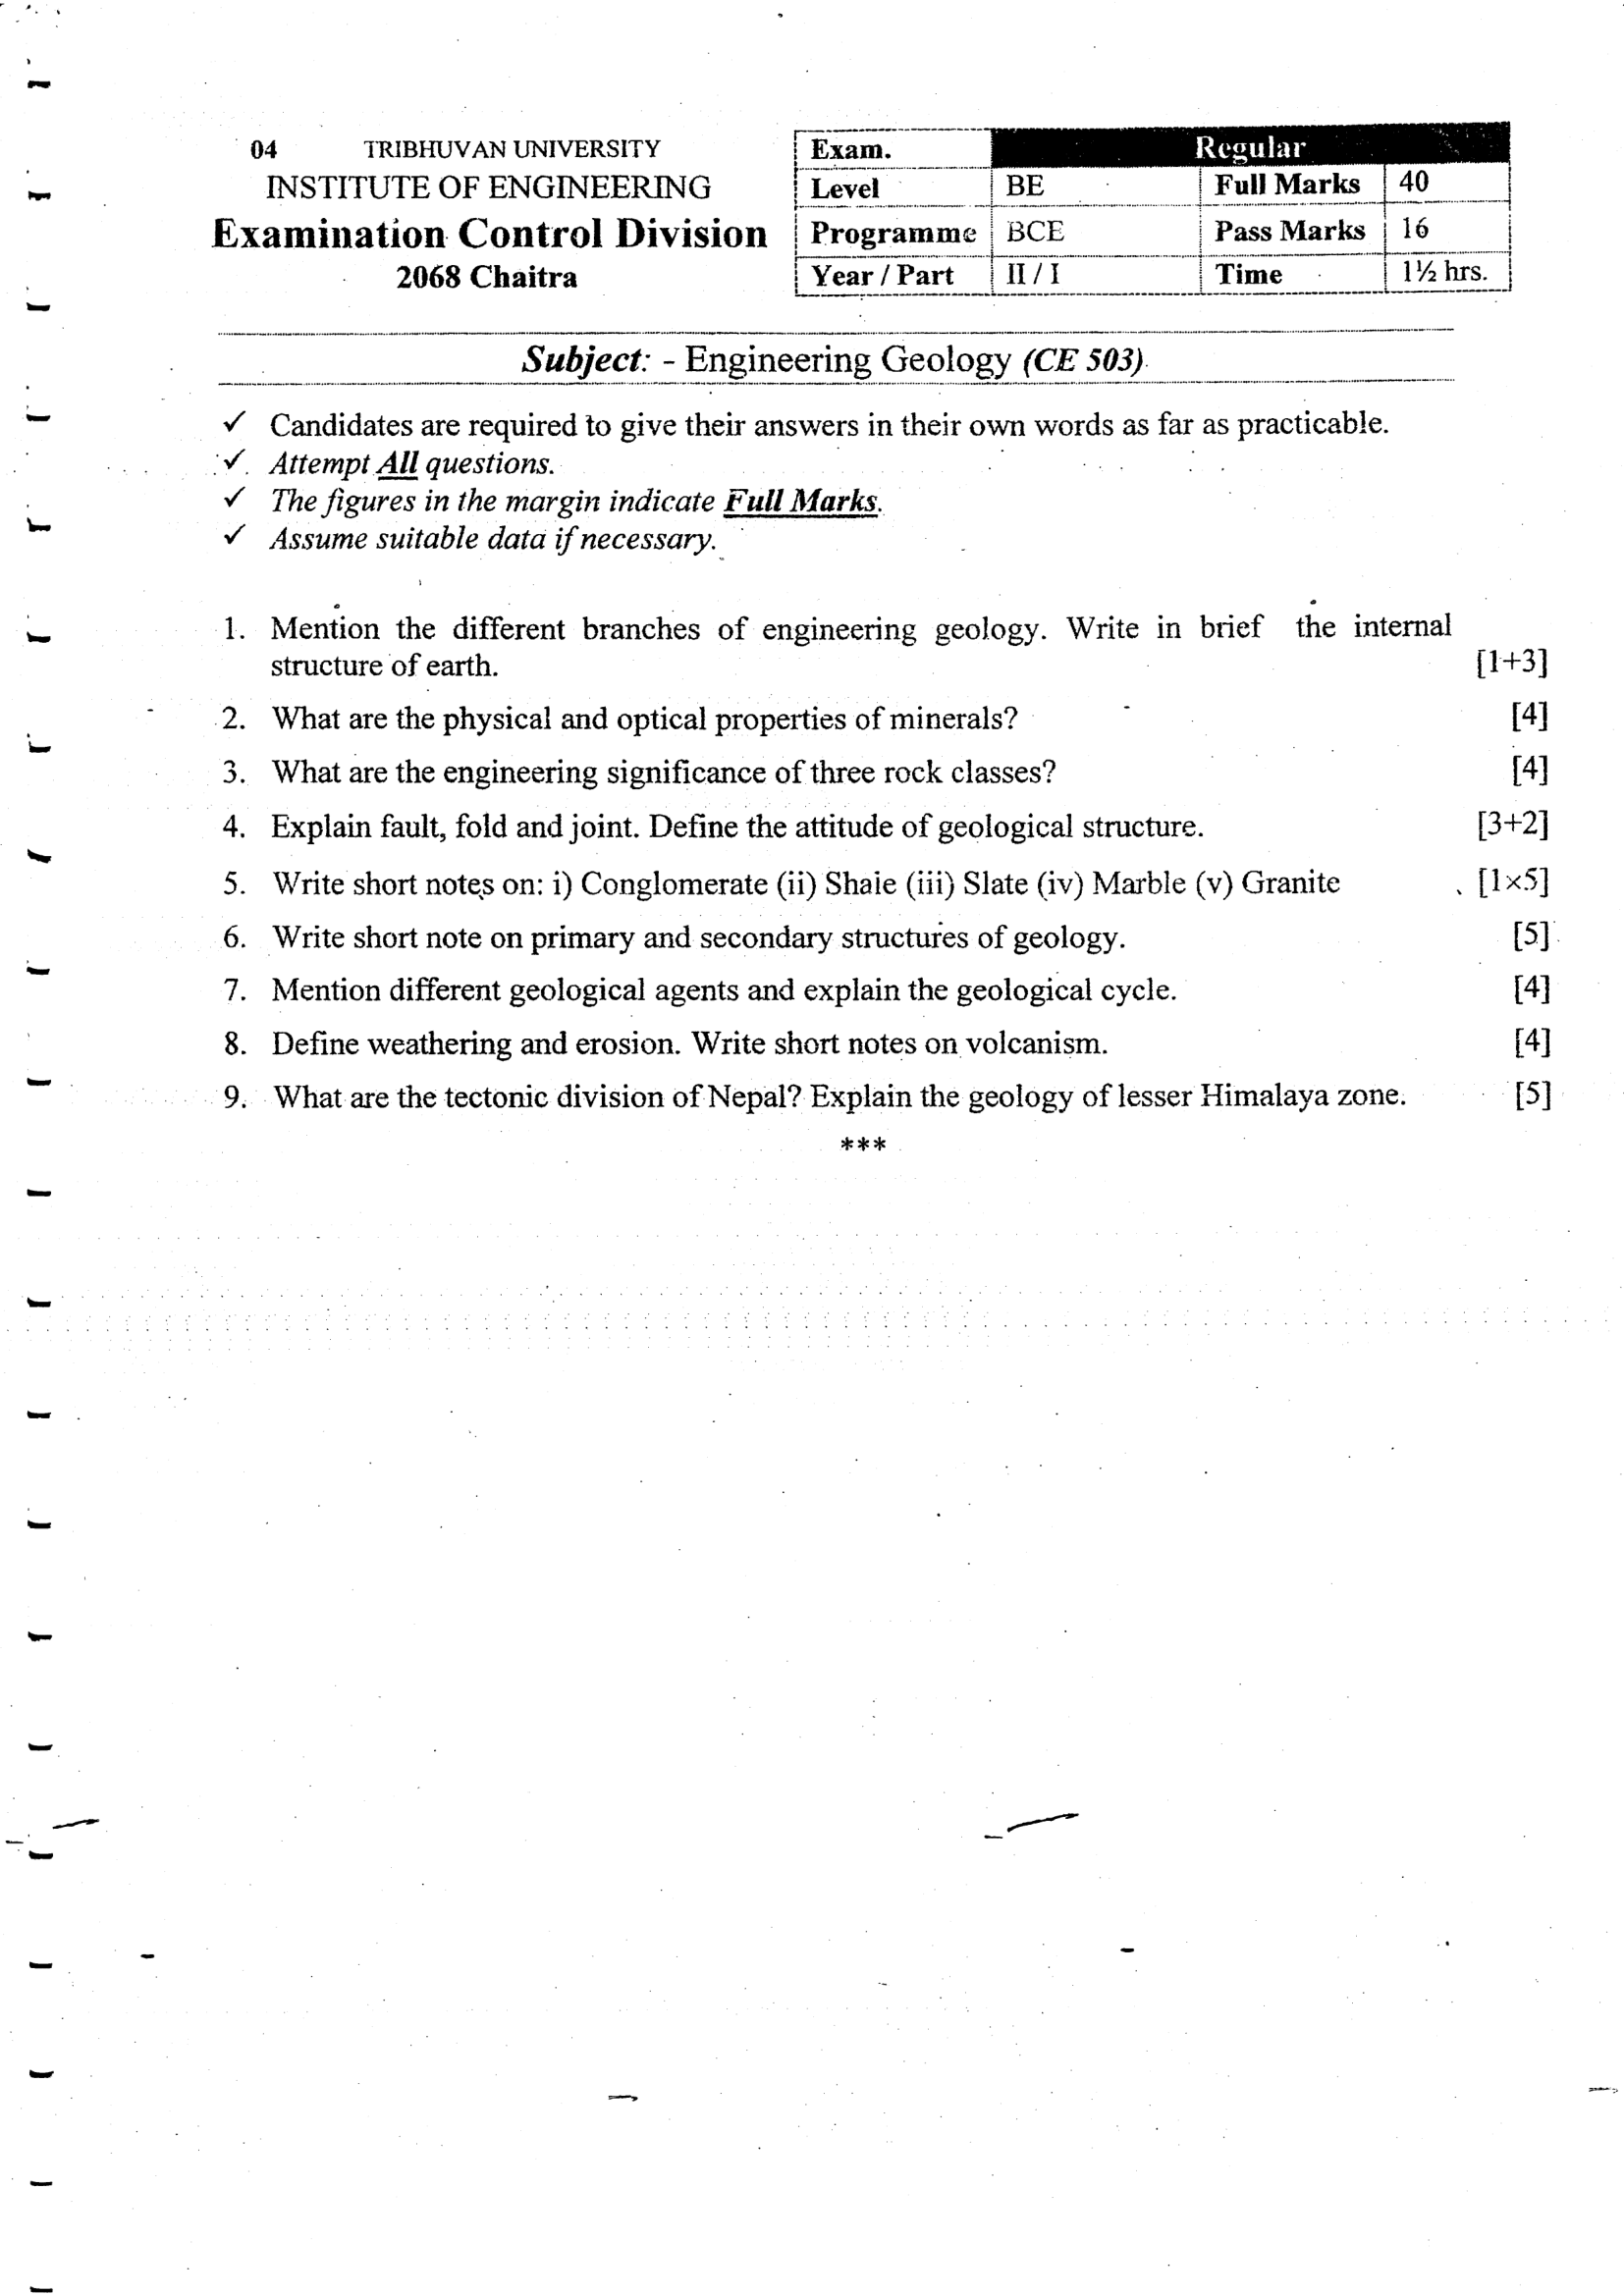 04 TRIBHUVAN UNIVERSITY
INSTITUTE OF ENGINEERING
Examination Control Division
2068 Chaitra
Exam. Regular
Level BE Full Marks 40
Programme BCE Pass Marks 16
Year / Part II / I Time 1½ hrs.
Subject: - Engineering Geology (CE 503)
✓ Candidates are required to give their answers in their own words as far as practicable.
✓ Attempt All questions.
✓ The figures in the margin indicate Full Marks.
✓ Assume suitable data if necessary.
1. Mention the different branches of engineering geology. Write in brief the internal
structure of earth. [1+3]
2. What are the physical and optical properties of minerals? [4]
3. What are the engineering significance of three rock classes? [4]
4. Explain fault, fold and joint. Define the attitude of geological structure. [3+2]
5. Write short notes on: i) Conglomerate (ii) Shale (iii) Slate (iv) Marble (v) Granite [1×5]
6. Write short note on primary and secondary structures of geology. [5]
7. Mention different geological agents and explain the geological cycle. [4]
8. Define weathering and erosion. Write short notes on volcanism. [4]
9. What are the tectonic division of Nepal? Explain the geology of lesser Himalaya zone. [5]
***